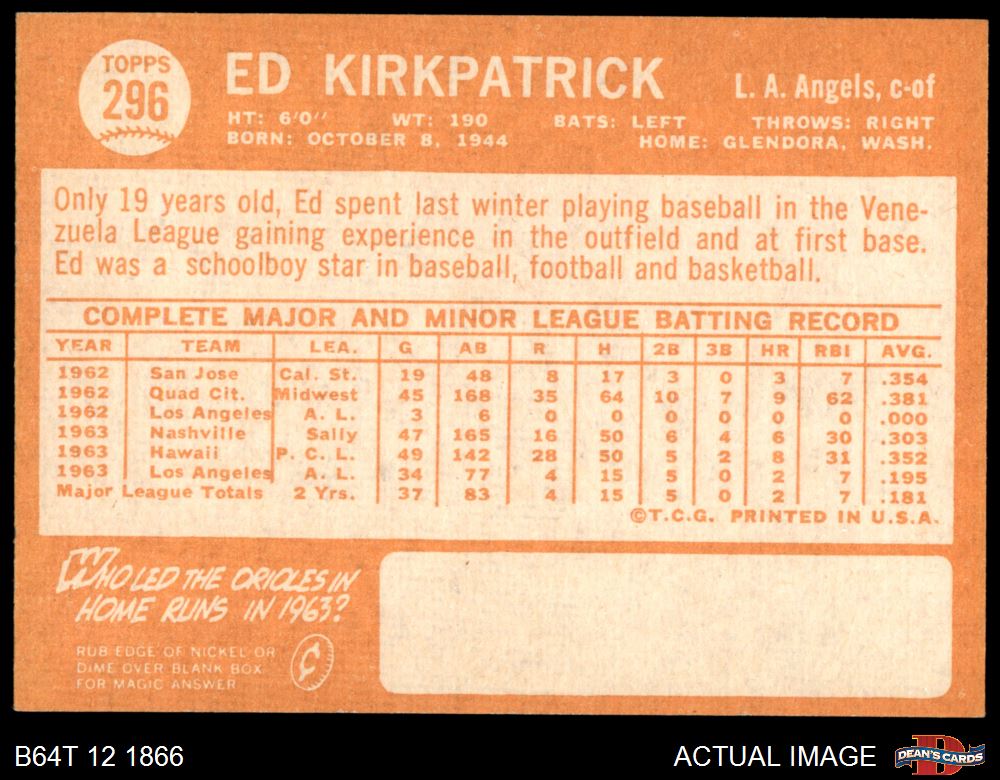 TOPPS
296
ED KIRKPATRICK
L. A. Angels, c-of
HT: 6'0" WT: 190 BATS: LEFT THROWS: RIGHT
BORN: OCTOBER 8, 1944 HOME: GLENDORA, WASH.
Only 19 years old, Ed spent last winter playing baseball in the Vene-
zuela League gaining experience in the outfield and at first base.
Ed was a schoolboy star in baseball, football and basketball.
COMPLETE MAJOR AND MINOR LEAGUE BATTING RECORD
YEAR TEAM LEA. G AB R H 2B 3B HR RBI AVG.
1962 San Jose Cal. St. 19 48 8 17 3 0 3 7 .354
1962 Quad Cit. Midwest 45 168 35 64 10 7 9 62 .381
1962 Los Angeles A. L. 3 6 0 0 0 0 0 0 .000
1963 Nashville Sally 47 165 16 50 6 4 6 30 .303
1963 Hawaii P. C. L. 49 142 28 50 5 2 8 31 .352
1963 Los Angeles A. L. 34 77 4 15 5 0 2 7 .195
Major League Totals 2 Yrs. 37 83 4 15 5 0 2 7 .181
©T.C.G. PRINTED IN U.S.A.
WHO LED THE ORIOLES IN
HOME RUNS IN 1963?
RUB EDGE OF NICKEL OR
DIME OVER BLANK BOX
FOR MAGIC ANSWER
¢
B64T 12 1866
ACTUAL IMAGE
D
DEAN'S CARDS